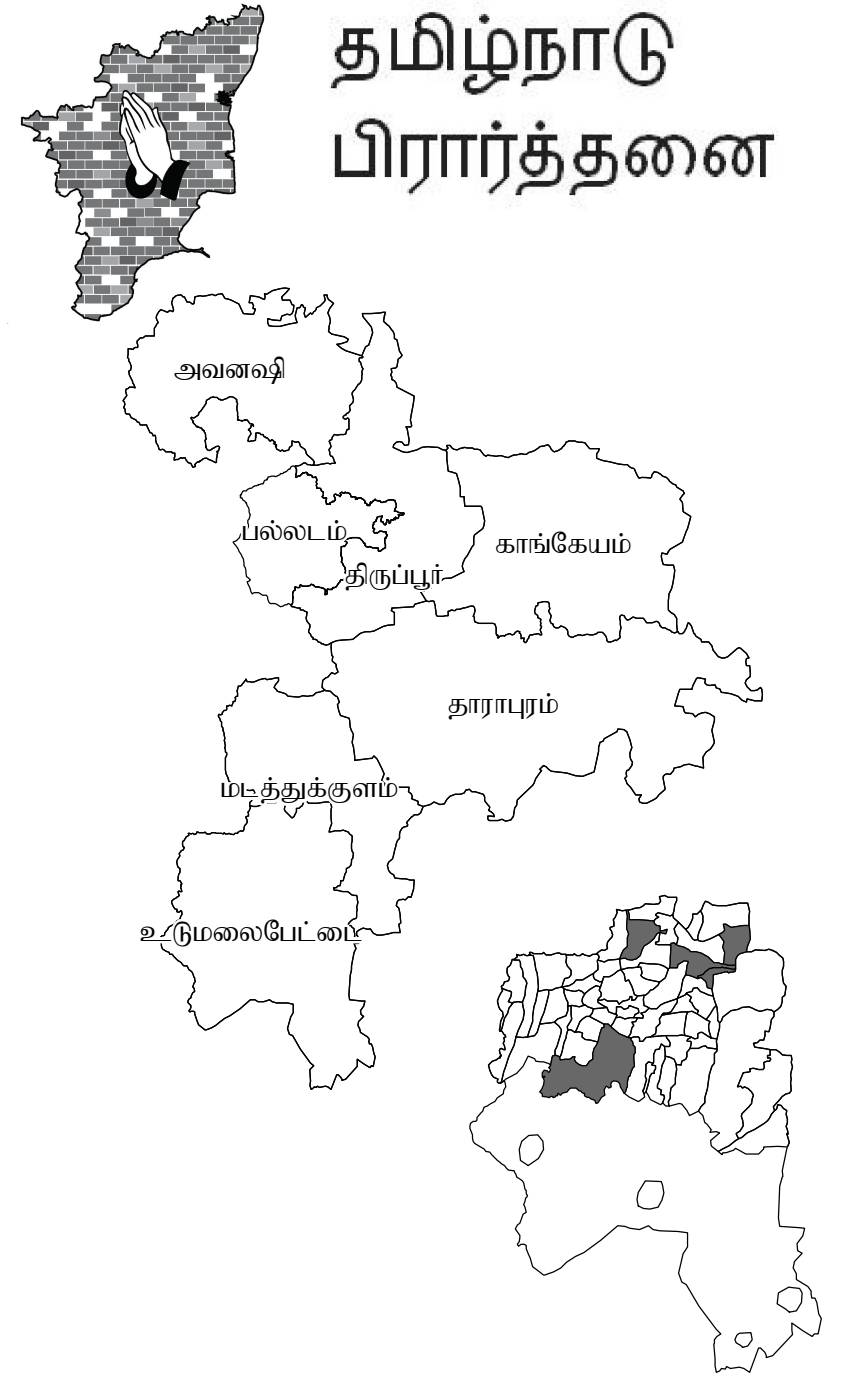 தமிழ்நாடு
பிரார்த்தனை
அவனஷி
பல்லடம்
காங்கேயம்
திருப்பூர்
தாராபுரம்
மடத்துக்குளம்
உடுமலைபேட்டை